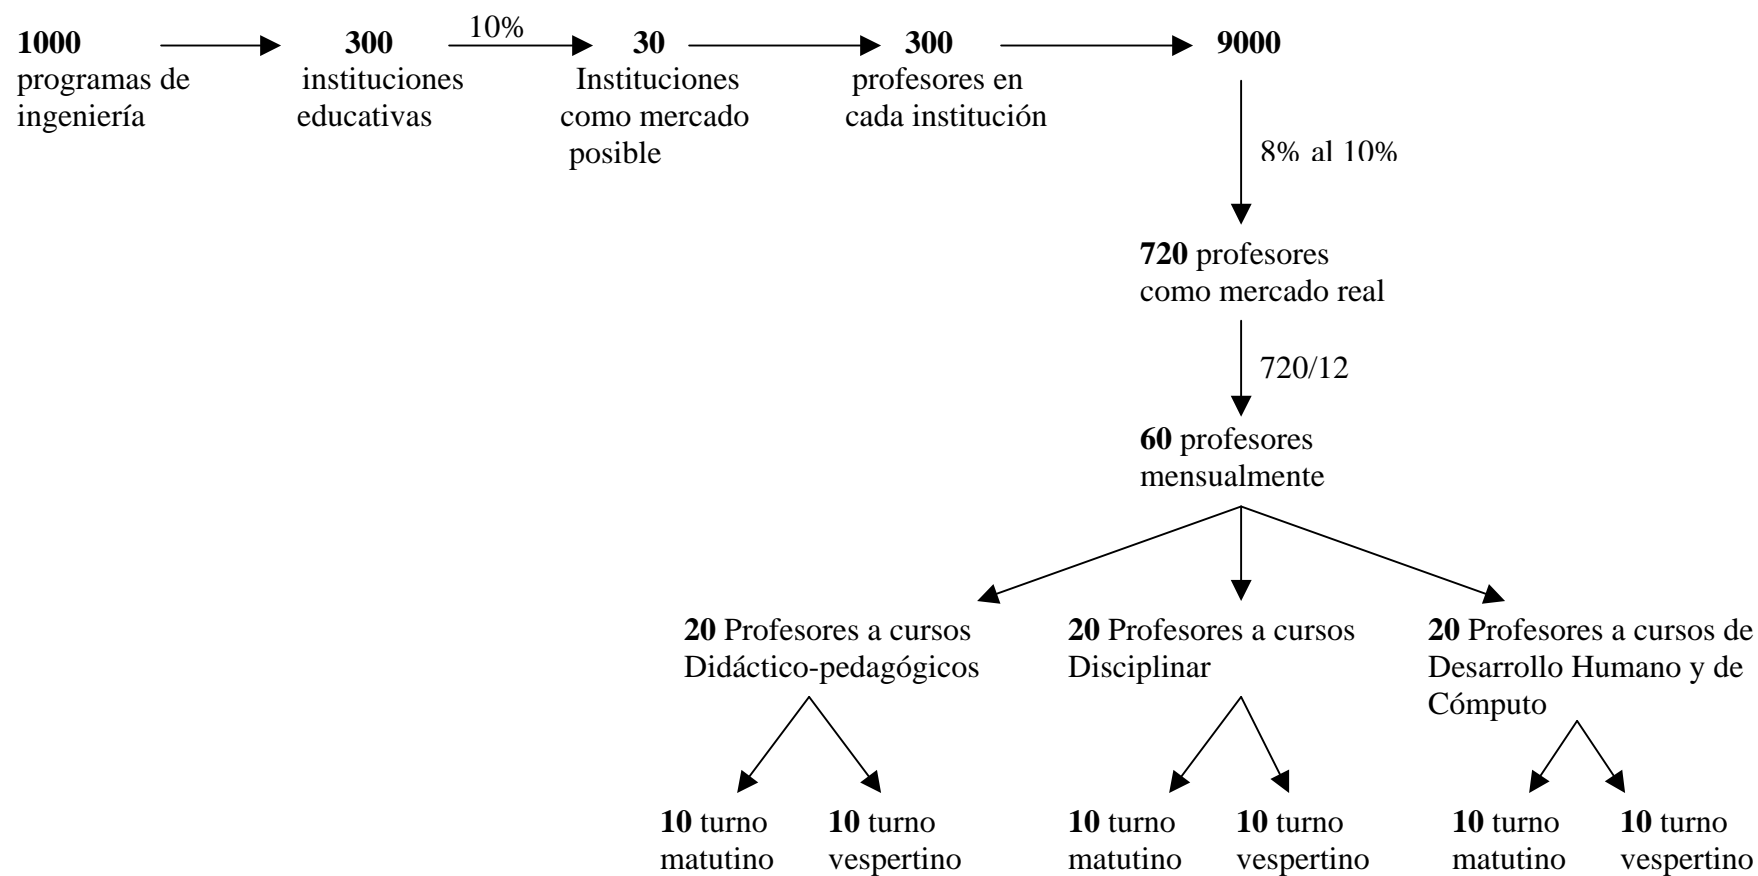 1000
programas de
ingeniería
300
instituciones
educativas
10%
30
Instituciones
como mercado
posible
300
profesores en
cada institución
9000
8% al 10%
720 profesores
como mercado real
720/12
60 profesores
mensualmente
20 Profesores a cursos
Didáctico-pedagógicos
20 Profesores a cursos
Disciplinar
20 Profesores a cursos de
Desarrollo Humano y de
Cómputo
10 turno
matutino
10 turno
vespertino
10 turno
matutino
10 turno
vespertino
10 turno
matutino
10 turno
vespertino